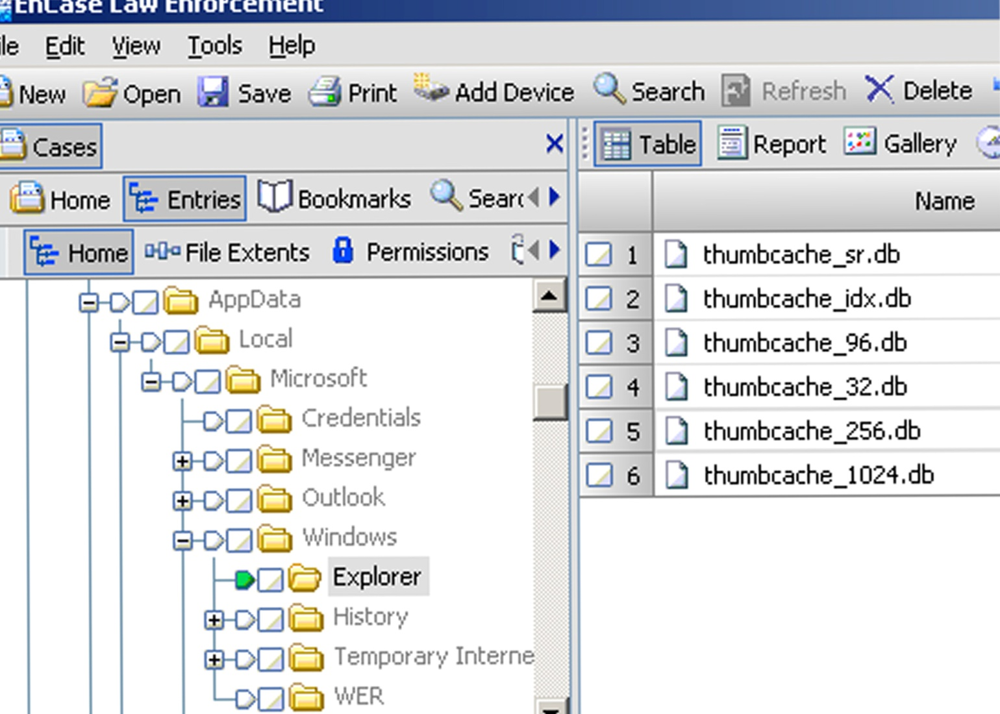 EnCase Law Enforcement
ile Edit View Tools Help
New Open Save Print Add Device Search Refresh Delete
Cases
Table Report Gallery
Home Entries Bookmarks Searc
Name
Home File Extents Permissions
1 thumbcache_sr.db
2 thumbcache_idx.db
3 thumbcache_96.db
4 thumbcache_32.db
5 thumbcache_256.db
6 thumbcache_1024.db
AppData
Local
Microsoft
Credentials
Messenger
Outlook
Windows
Explorer
History
Temporary Interne
WER